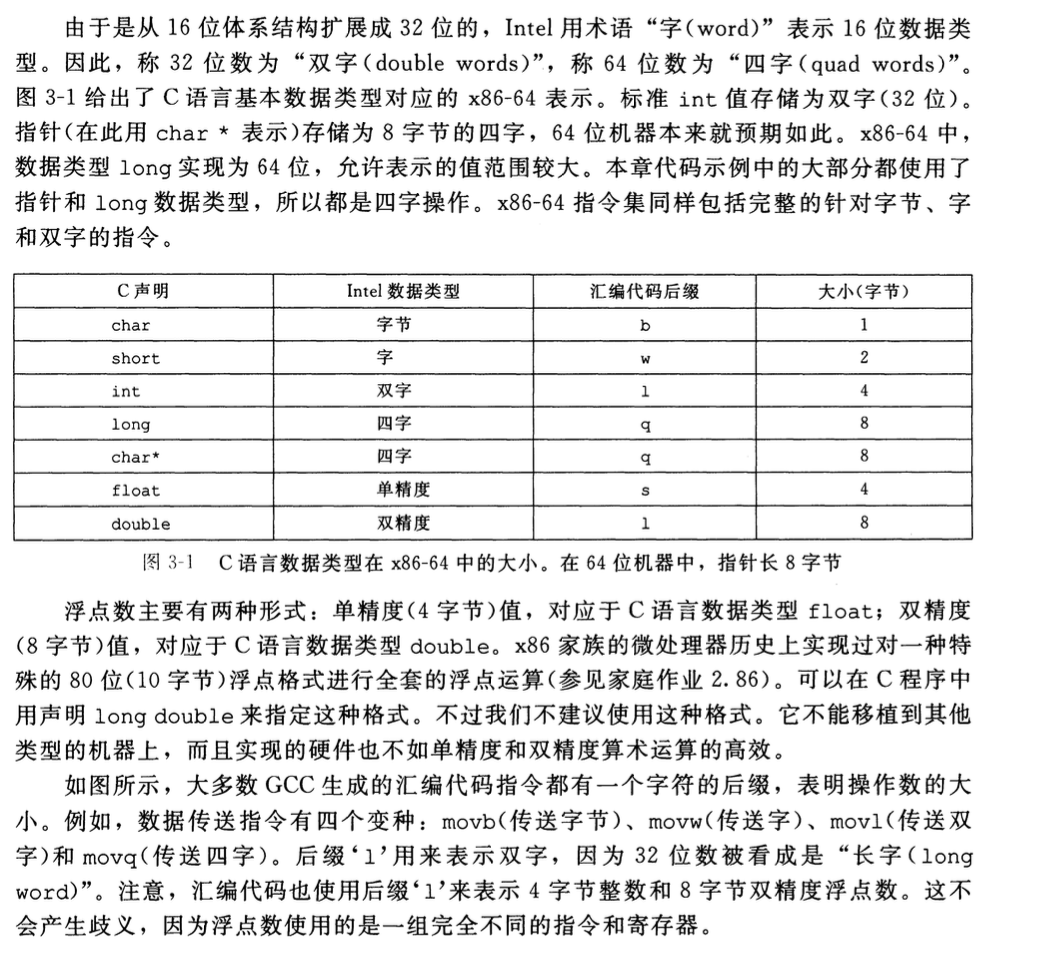 由于是从 16 位体系结构扩展成 32 位的，Intel 用术语“字(word)”表示 16 位数据类
型。因此，称 32 位数为“双字(double words)”，称 64 位数为“四字(quad words)”。
图 3-1 给出了 C 语言基本数据类型对应的 x86-64 表示。标准 int 值存储为双字(32 位)。
指针(在此用 char * 表示)存储为 8 字节的四字，64 位机器本来就预期如此。x86-64 中，
数据类型 long 实现为 64 位，允许表示的值范围较大。本章代码示例中的大部分都使用了
指针和 long 数据类型，所以都是四字操作。x86-64 指令集同样包括完整的针对字节、字
和双字的指令。
C 声明 Intel 数据类型 汇编代码后缀 大小(字节)
char 字节 b 1
short 字 w 2
int 双字 l 4
long 四字 q 8
char* 四字 q 8
float 单精度 s 4
double 双精度 l 8
图 3-1 C 语言数据类型在 x86-64 中的大小。在 64 位机器中，指针长 8 字节
浮点数主要有两种形式：单精度(4 字节)值，对应于 C 语言数据类型 float；双精度
(8 字节)值，对应于 C 语言数据类型 double。x86 家族的微处理器历史上实现过对一种特
殊的 80 位(10 字节)浮点格式进行全套的浮点运算(参见家庭作业 2.86)。可以在 C 程序中
用声明 long double 来指定这种格式。不过我们不建议使用这种格式。它不能移植到其他
类型的机器上，而且实现的硬件也不如单精度和双精度算术运算的高效。
如图所示，大多数 GCC 生成的汇编代码指令都有一个字符的后缀，表明操作数的大
小。例如，数据传送指令有四个变种：movb(传送字节)、movw(传送字)、movl(传送双
字)和 movq(传送四字)。后缀‘l’用来表示双字，因为 32 位数被看成是“长字(long
word)”。注意，汇编代码也使用后缀‘l’来表示 4 字节整数和 8 字节双精度浮点数。这不
会产生歧义，因为浮点数使用的是一组完全不同的指令和寄存器。